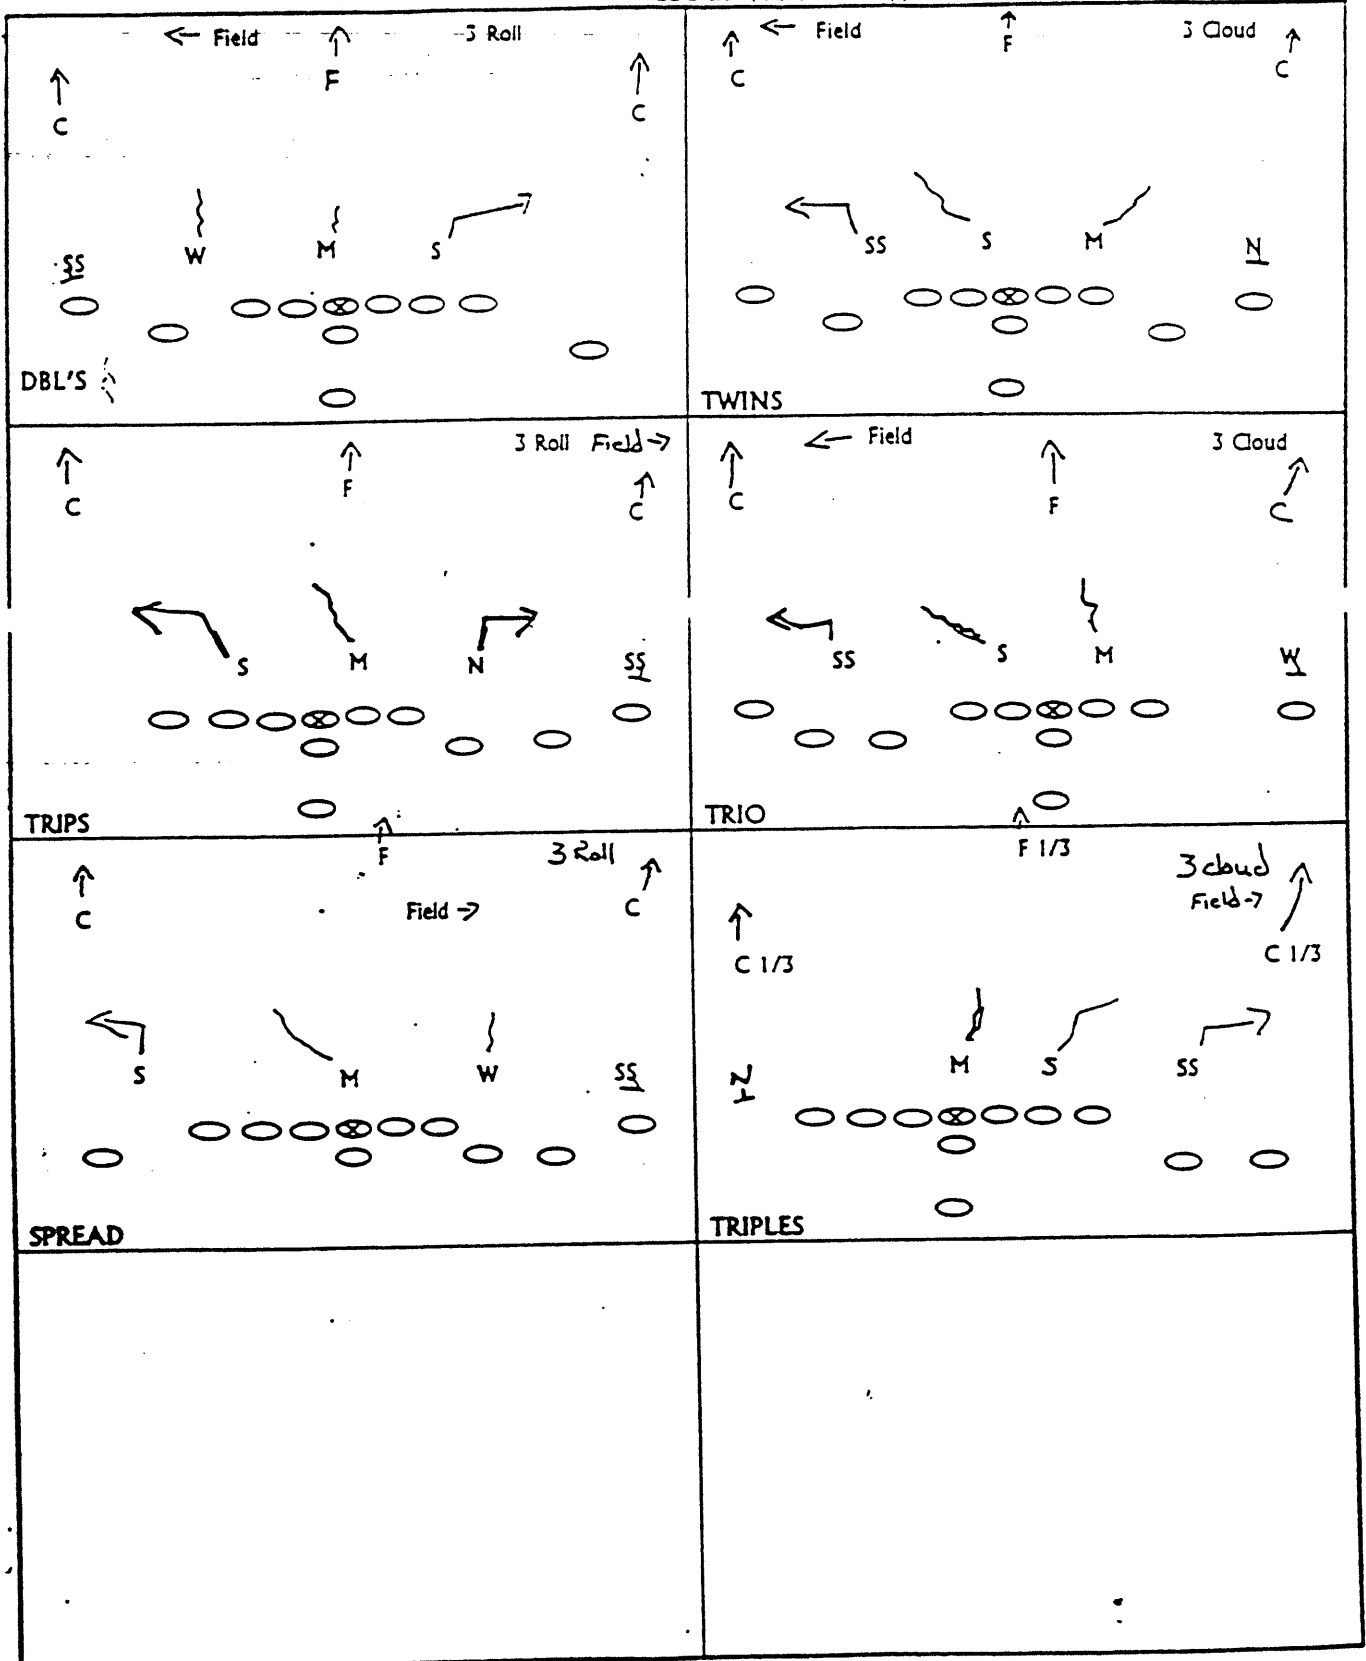 ← Field 3 Roll
F
C C
W M S
SS
DBL'S
← Field F 3 Cloud
C C
SS S M N
TWINS
3 Roll Field →
C F C
S M N SS
TRIPS
← Field 3 Cloud
C F C
SS S M W
TRIO
F 3 Roll
C Field → C
S M W SS
SPREAD
F 1/3 3 cloud
Field →
C 1/3 C 1/3
N M S SS
TRIPLES